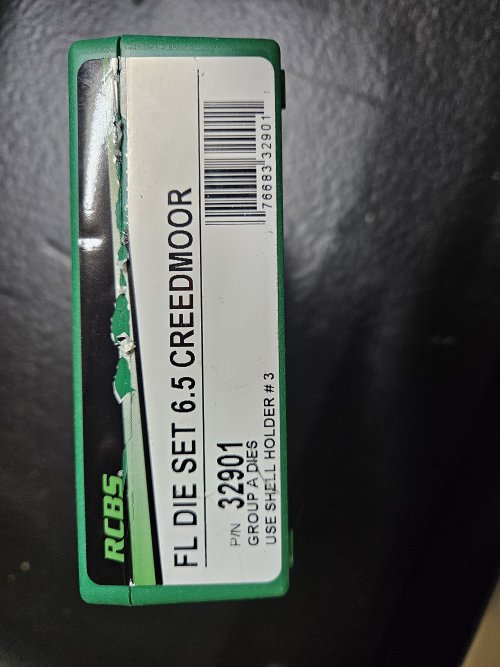 RCBS
FL DIE SET 6.5 CREEDMOOR
P/N 32901
GROUP A DIES
USE SHELL HOLDER # 3
76683 32901